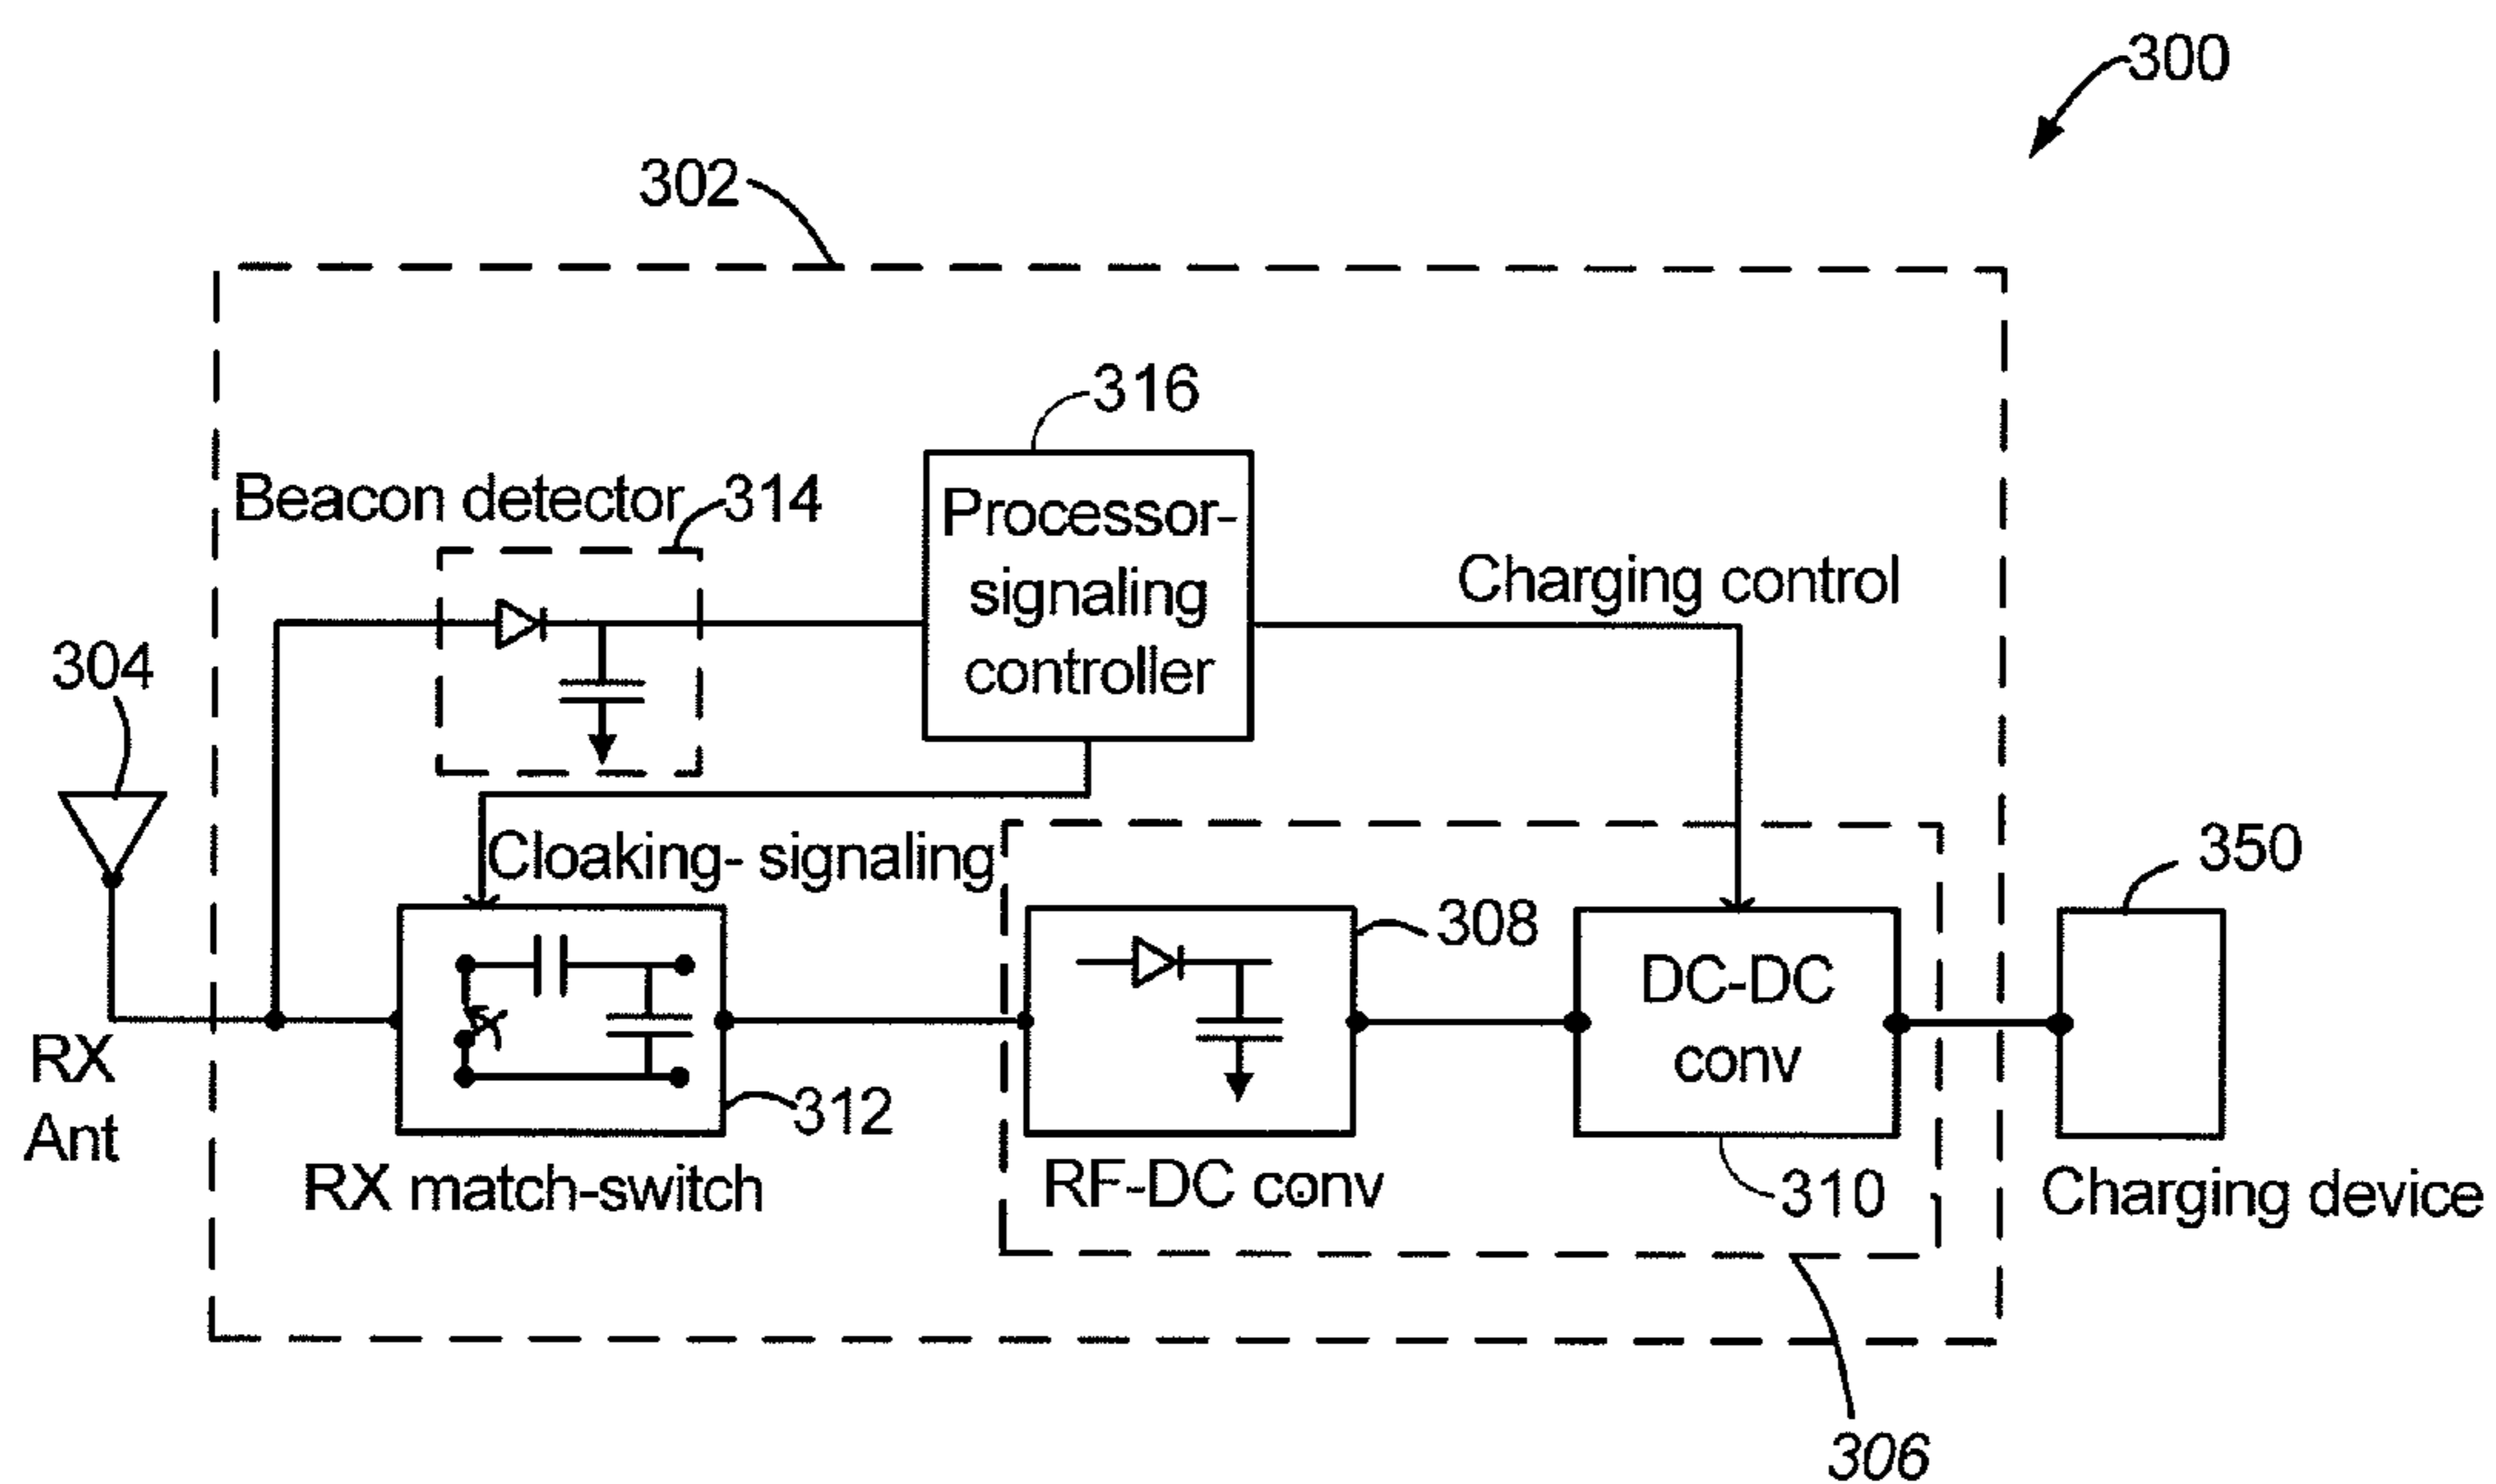 300
302
316
Beacon detector
314
Processor-
signaling
controller
Charging control
304
Cloaking- signaling
350
308
DC-DC
conv
RX
Ant
312
RX match-switch
RF-DC conv
310
Charging device
306